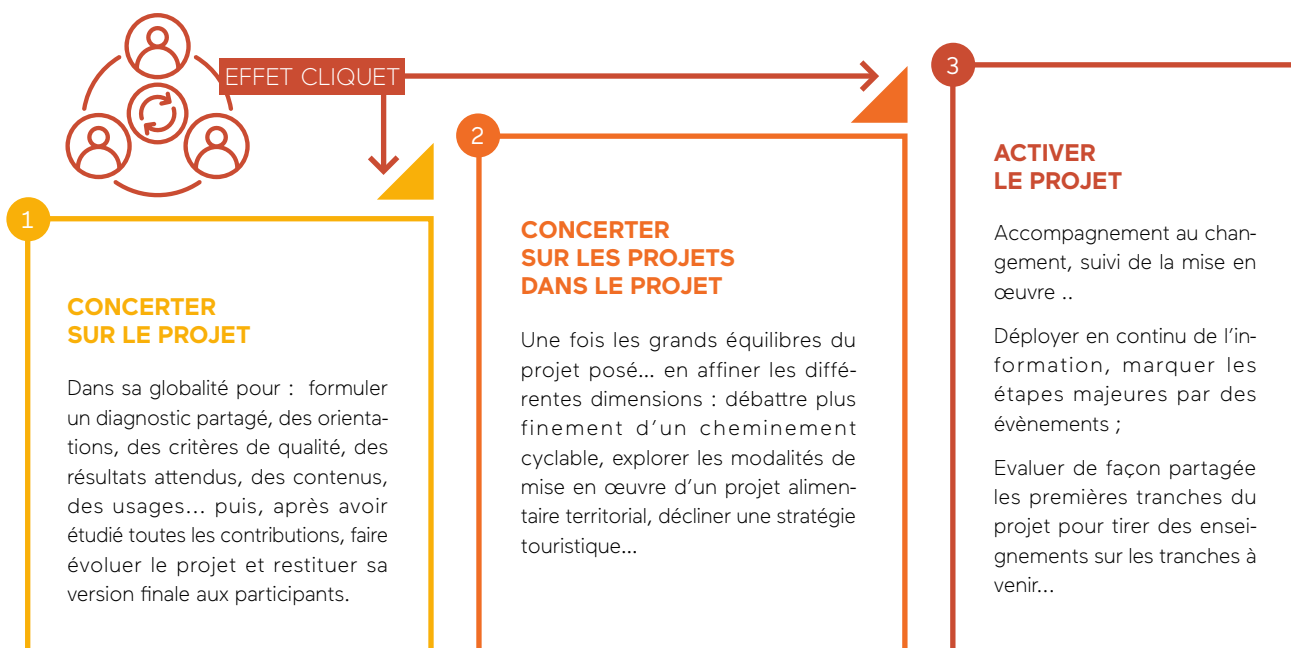 EFFET CLIQUET
1
CONCERTER
SUR LE PROJET
Dans sa globalité pour : formuler
un diagnostic partagé, des orienta-
tions, des critères de qualité, des
résultats attendus, des contenus,
des usages... puis, après avoir
étudié toutes les contributions, faire
évoluer le projet et restituer sa
version finale aux participants.
2
CONCERTER
SUR LES PROJETS
DANS LE PROJET
Une fois les grands équilibres du
projet posé... en affiner les diffé-
rentes dimensions : débattre plus
finement d’un cheminement
cyclable, explorer les modalités de
mise en œuvre d’un projet alimen-
taire territorial, décliner une stratégie
touristique...
3
ACTIVER
LE PROJET
Accompagnement au chan-
gement, suivi de la mise en
œuvre ..
Déployer en continu de l’in-
formation, marquer les
étapes majeures par des
évènements ;
Evaluer de façon partagée
les premières tranches du
projet pour tirer des ensei-
gnements sur les tranches à
venir...